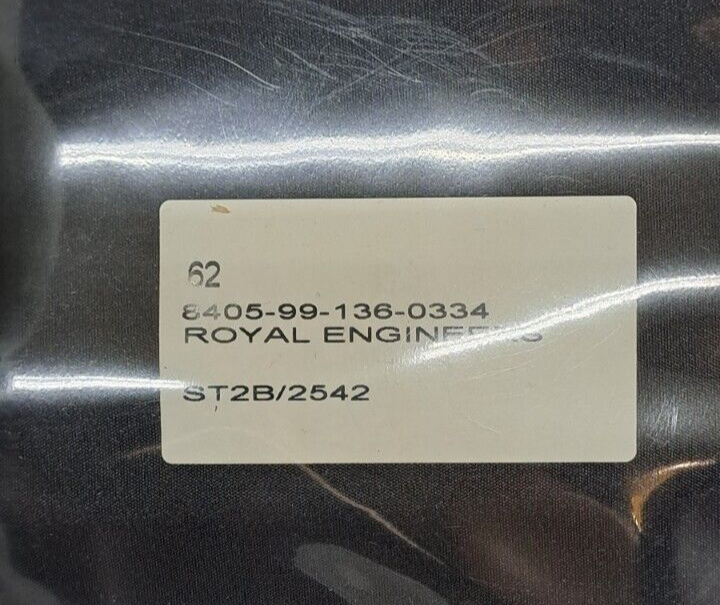 62
8405-99-136-0334
ROYAL ENGINEERS
ST2B/2542